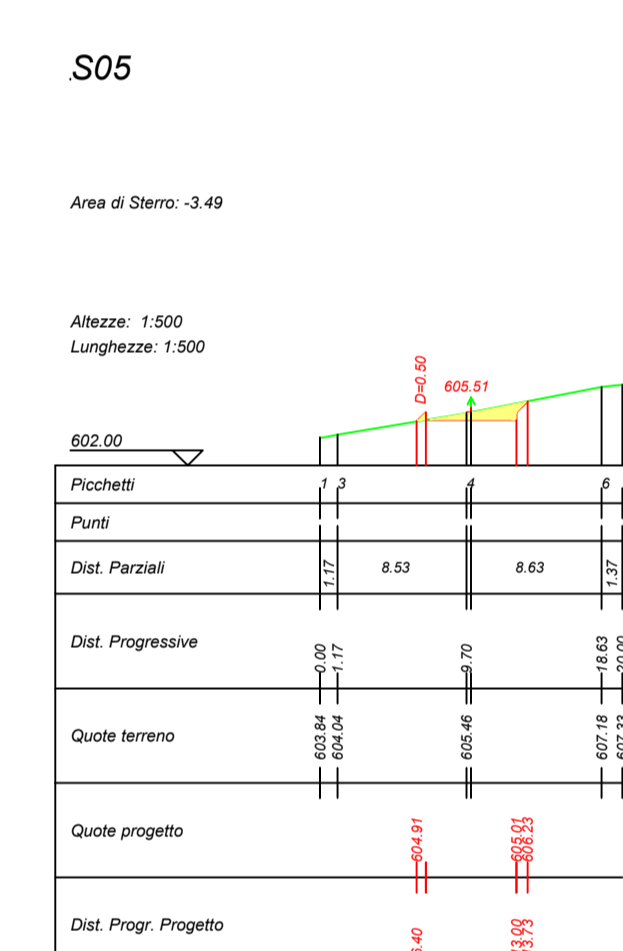 .S05
Area di Sterro: -3.49
Altezze: 1:500
Lunghezze: 1:500
D=0.50
605.51
602.00
Picchetti 1 3 4 6
Punti
Dist. Parziali 1.17 8.53 8.63 1.37
Dist. Progressive 0.00 1.17 9.70 18.63 20.00
Quote terreno 603.84 604.04 605.46 607.18
Quote progetto 604.91 605.01 606.23
Dist. Progr. Progetto